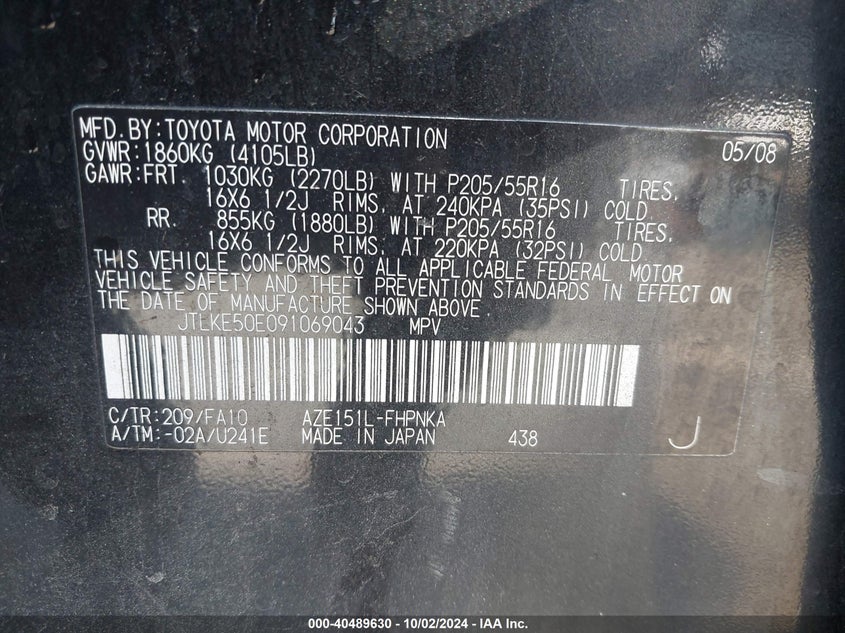 MFD.BY:TOYOTA MOTOR CORPORATION 05/08
GVWR:1860KG (4105LB)
GAWR:FRT. 1030KG (2270LB) WITH P205/55R16 TIRES,
16X6 1/2J RIMS, AT 240KPA (35PSI) COLD
RR. 855KG (1880LB) WITH P205/55R16 TIRES,
16X6 1/2J RIMS, AT 220KPA (32PSI) COLD
THIS VEHICLE CONFORMS TO ALL APPLICABLE FEDERAL MOTOR
VEHICLE SAFETY AND THEFT PREVENTION STANDARDS IN EFFECT ON
THE DATE OF MANUFACTURE SHOWN ABOVE.
JTLKE50E091069043 MPV
C/TR:209/FA10 AZE151L-FHPNKA
A/TM:-02A/U241E MADE IN JAPAN 438 J
000-40489630 - 10/02/2024 - IAA Inc.